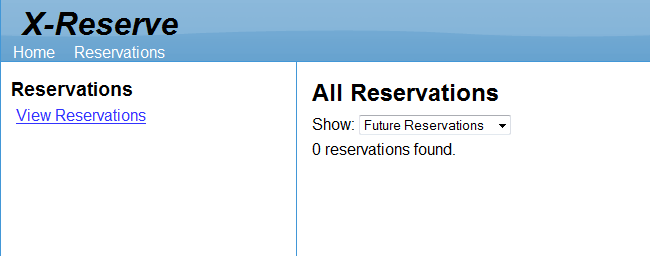 X-Reserve
Home Reservations
Reservations
View Reservations
All Reservations
Show: Future Reservations
0 reservations found.